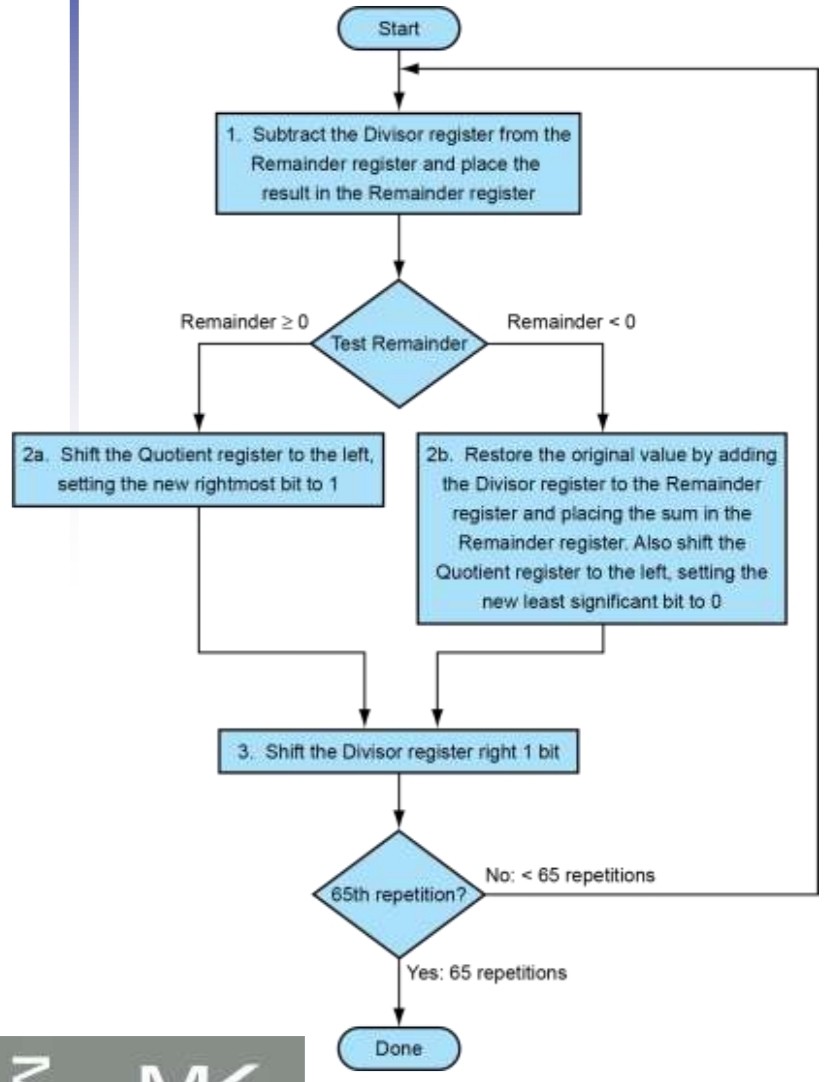 Start
1. Subtract the Divisor register from the
Remainder register and place the
result in the Remainder register
Remainder ≥ 0
Remainder < 0
Test Remainder
2a. Shift the Quotient register to the left,
setting the new rightmost bit to 1
2b. Restore the original value by adding
the Divisor register to the Remainder
register and placing the sum in the
Remainder register. Also shift the
Quotient register to the left, setting the
new least significant bit to 0
3. Shift the Divisor register right 1 bit
No: < 65 repetitions
65th repetition?
Yes: 65 repetitions
Done